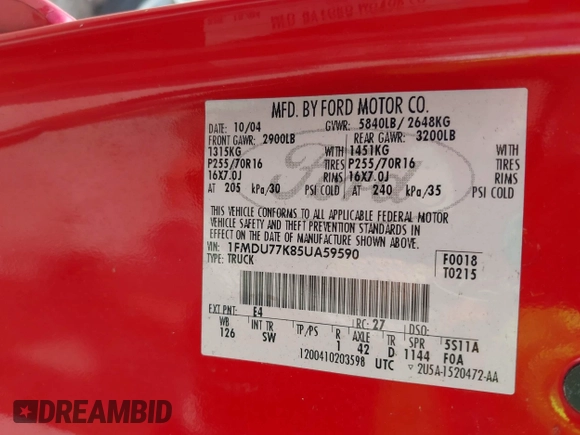 MFD. BY FORD MOTOR CO.
DATE: 10/04 GVWR: 5840LB/ 2648KG
FRONT GAWR: 2900LB REAR GAWR: 3200LB
1315KG WITH 1451KG WITH
P255/70R16 TIRES P255/70R16 TIRES
16X7.0J RIMS 16X7.0J RIMS
AT 205 kPa/30 PSI COLD AT 240 kPa/35 PSI COLD
Ford
THIS VEHICLE CONFORMS TO ALL APPLICABLE FEDERAL MOTOR
VEHICLE SAFETY AND THEFT PREVENTION STANDARDS IN
EFFECT ON THE DATE OF MANUFACTURE SHOWN ABOVE.
VIN: 1FMDU77K85UA59590 F0018
TYPE: TRUCK T0215
EXT PNT: E4 RC: 27 DSO:
WB INT TR TP/PS R AXLE TR SPR 5S11A
126 SW 1 42 D 1144 F0A
1200410203598 UTC ▽ 2U5A-1520472-AA
DREAMBID